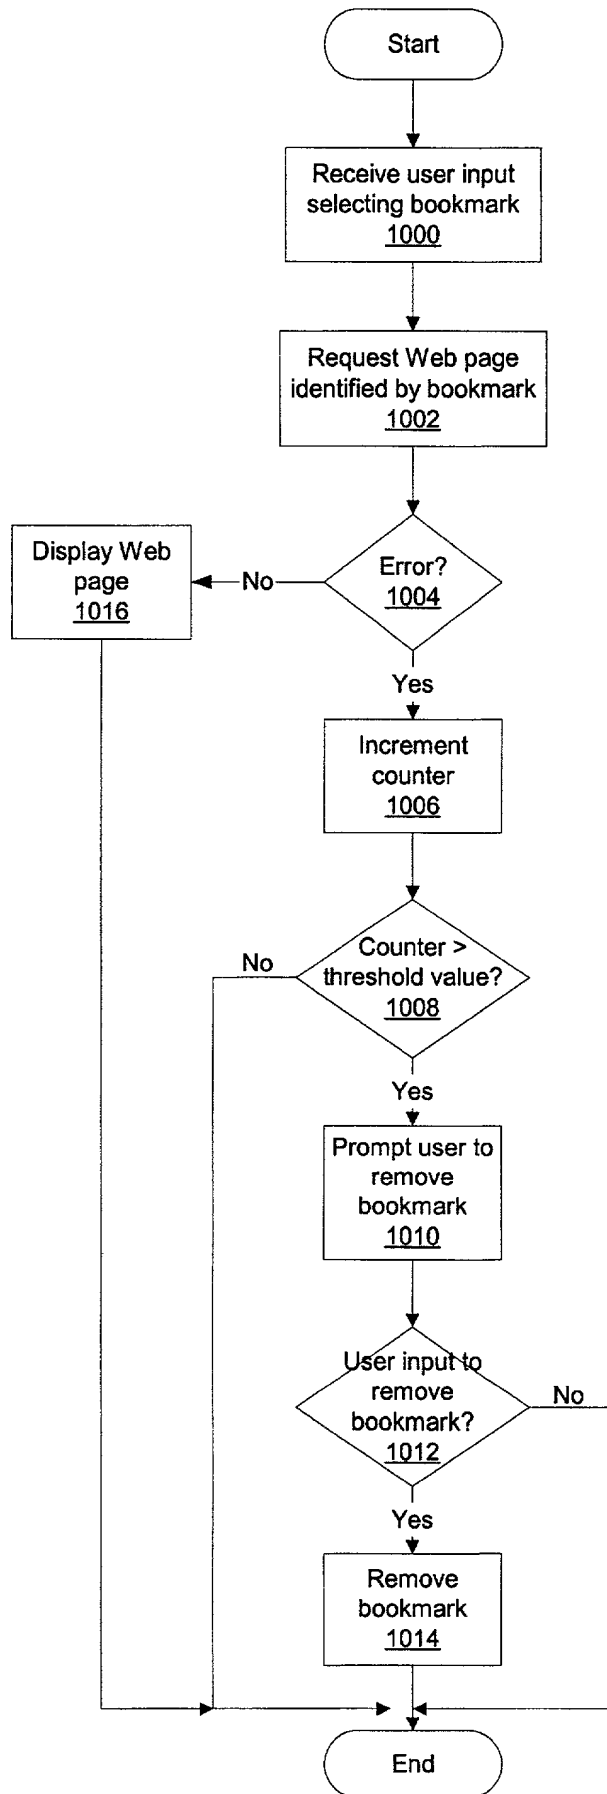 Start
Receive user input
selecting bookmark
1000
Request Web page
identified by bookmark
1002
Display Web
page
1016
No
Error?
1004
Yes
Increment
counter
1006
No
Counter >
threshold value?
1008
Yes
Prompt user to
remove
bookmark
1010
User input to
remove
bookmark?
1012
No
Yes
Remove
bookmark
1014
End